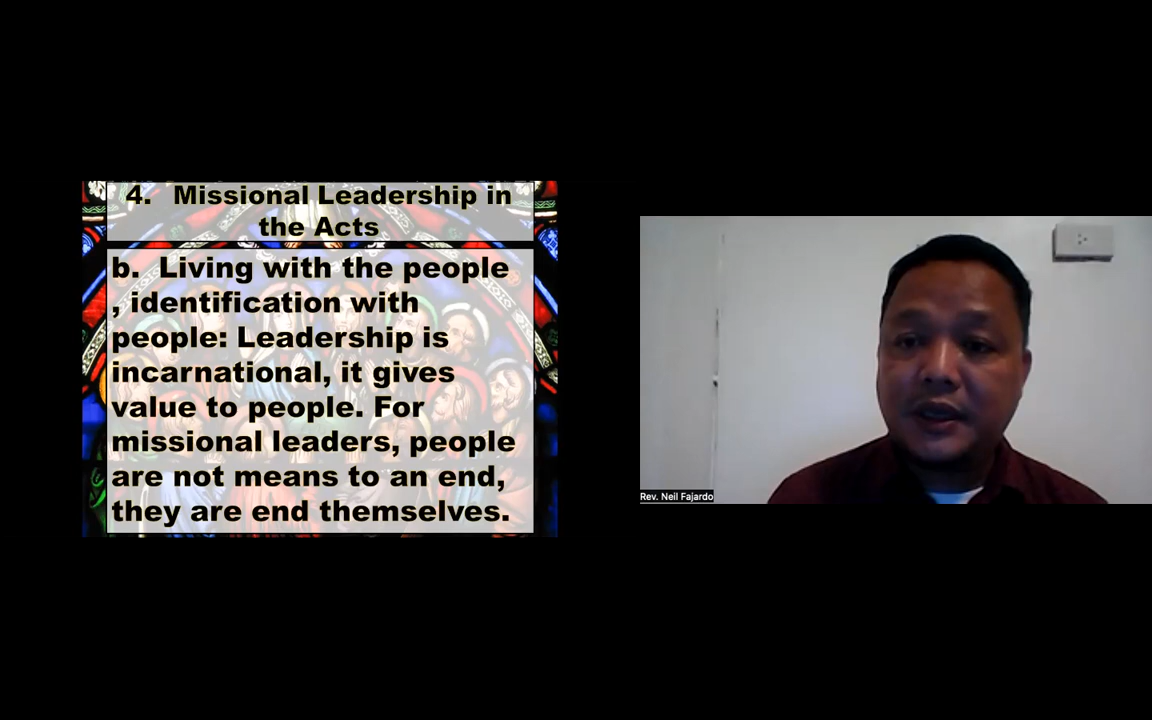 4. Missional Leadership in
the Acts
b. Living with the people
, identification with
people: Leadership is
incarnational, it gives
value to people. For
missional leaders, people
are not means to an end,
they are end themselves.
Rev. Neil Fajardo